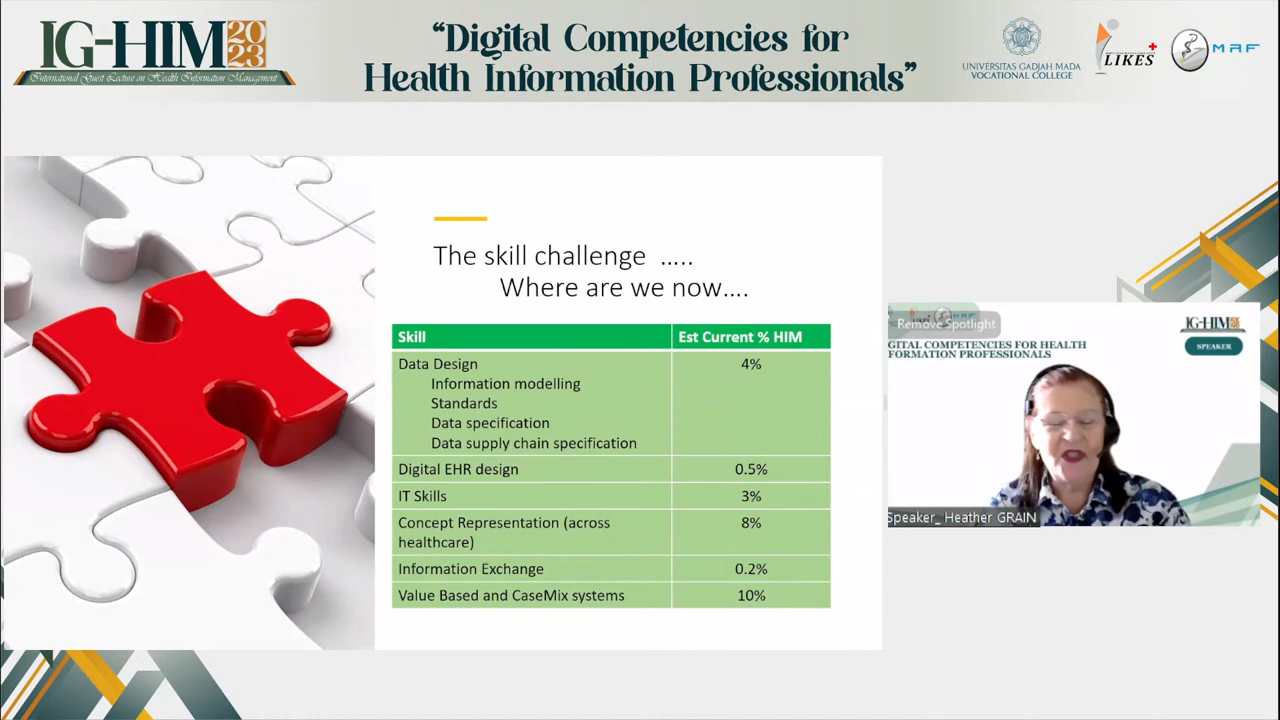 IG-HIM 2023
International Guest Lecture on Health Information Management
“Digital Competencies for
Health Information Professionals”
UNIVERSITAS GADJAH MADA
VOCATIONAL COLLEGE
LIKES
MAF
The skill challenge …..
Where are we now….
Skill Est Current % HIM
Data Design 4%
Information modelling
Standards
Data specification
Data supply chain specification
Digital EHR design 0.5%
IT Skills 3%
Concept Representation (across 8%
healthcare)
Information Exchange 0.2%
Value Based and CaseMix systems 10%
Remove Spotlight
IG-HIM
SPEAKER
GITAL COMPETENCIES FOR HEALTH
FORMATION PROFESSIONALS
Speaker_ Heather GRAIN